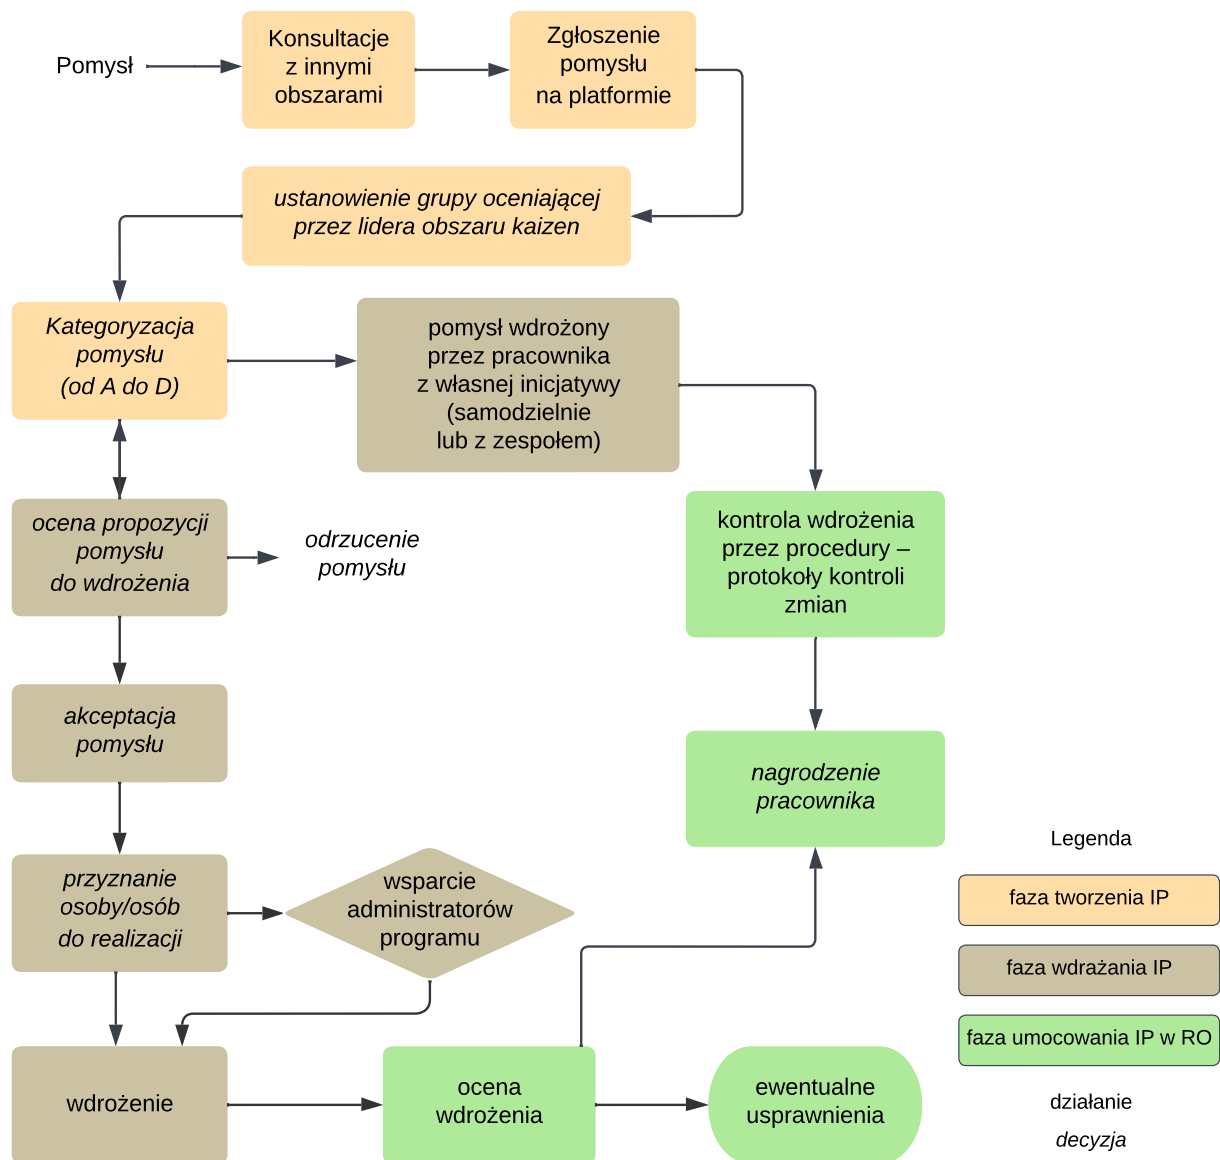 Pomysł
Konsultacje
z innymi
obszarami
Zgłoszenie
pomysłu
na platformie
ustanowienie grupy oceniającej
przez lidera obszaru kaizen
Kategoryzacja
pomysłu
(od A do D)
pomysł wdrożony
przez pracownika
z własnej inicjatywy
(samodzielnie
lub z zespołem)
ocena propozycji
pomysłu
do wdrożenia
odrzucenie
pomysłu
kontrola wdrożenia
przez procedury –
protokoły kontroli
zmian
akceptacja
pomysłu
nagrodzenie
pracownika
przyznanie
osoby/osób
do realizacji
wsparcie
administratorów
programu
wdrożenie
ocena
wdrożenia
ewentualne
usprawnienia
Legenda
faza tworzenia IP
faza wdrażania IP
faza umocowania IP w RO
działanie
decyzja